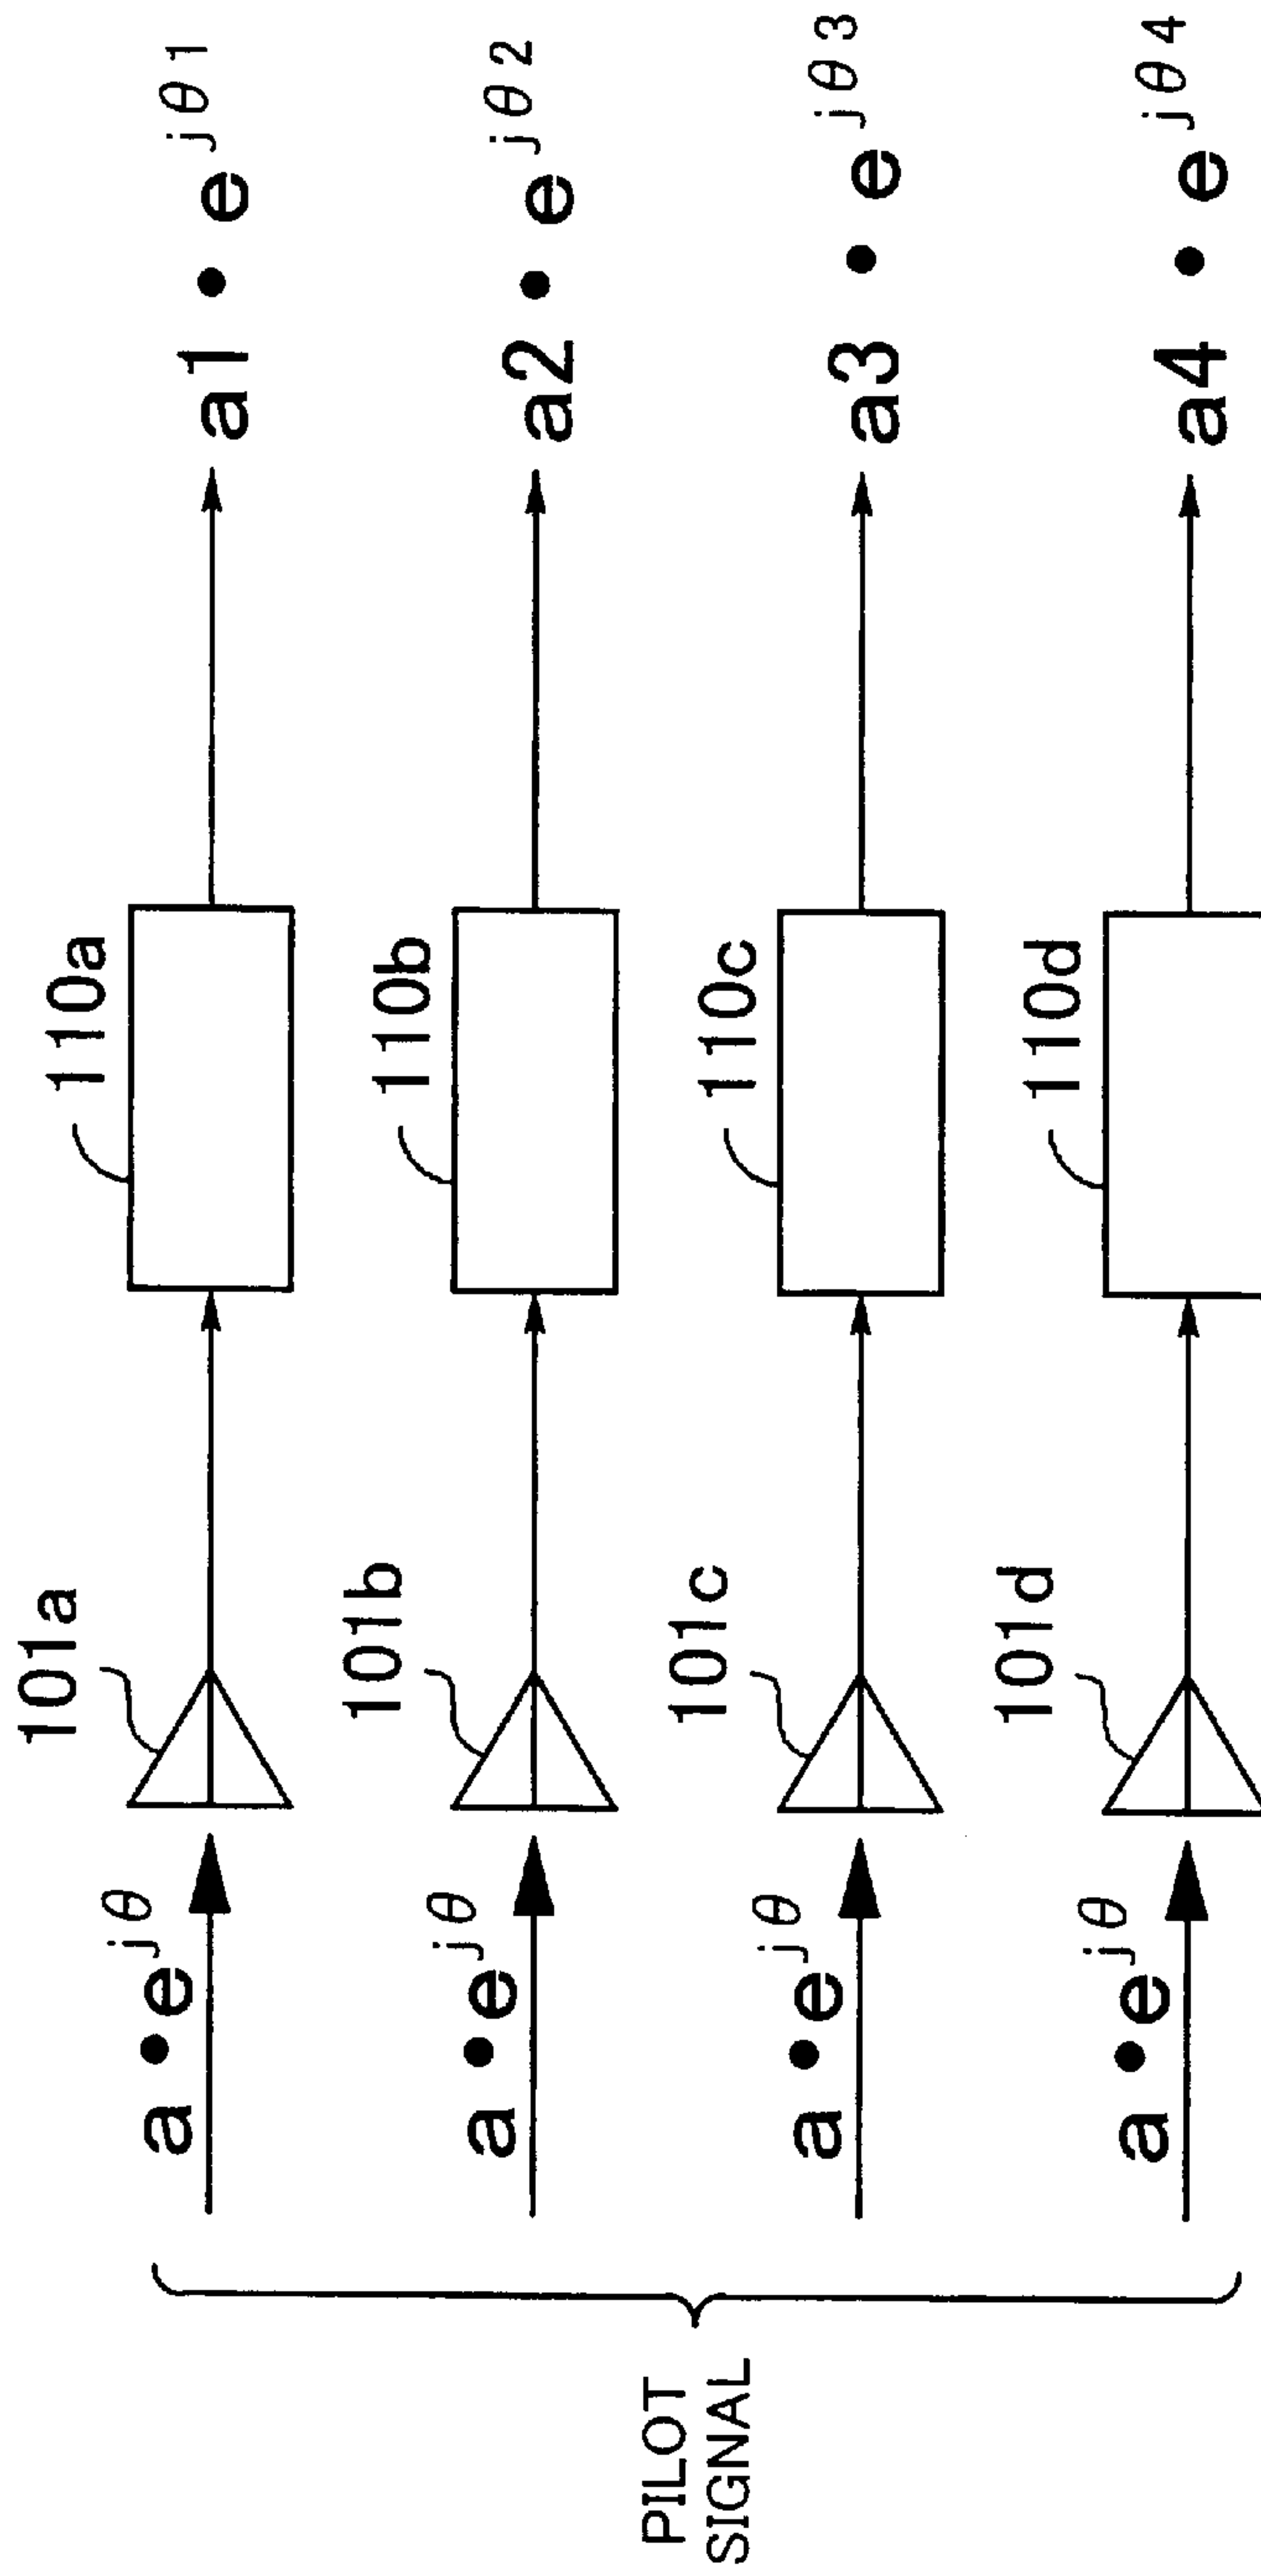 PILOT
SIGNAL
a•e^jθ
101a
110a
a1•e^jθ1
a•e^jθ
101b
110b
a2•e^jθ2
a•e^jθ
101c
110c
a3•e^jθ3
a•e^jθ
101d
110d
a4•e^jθ4